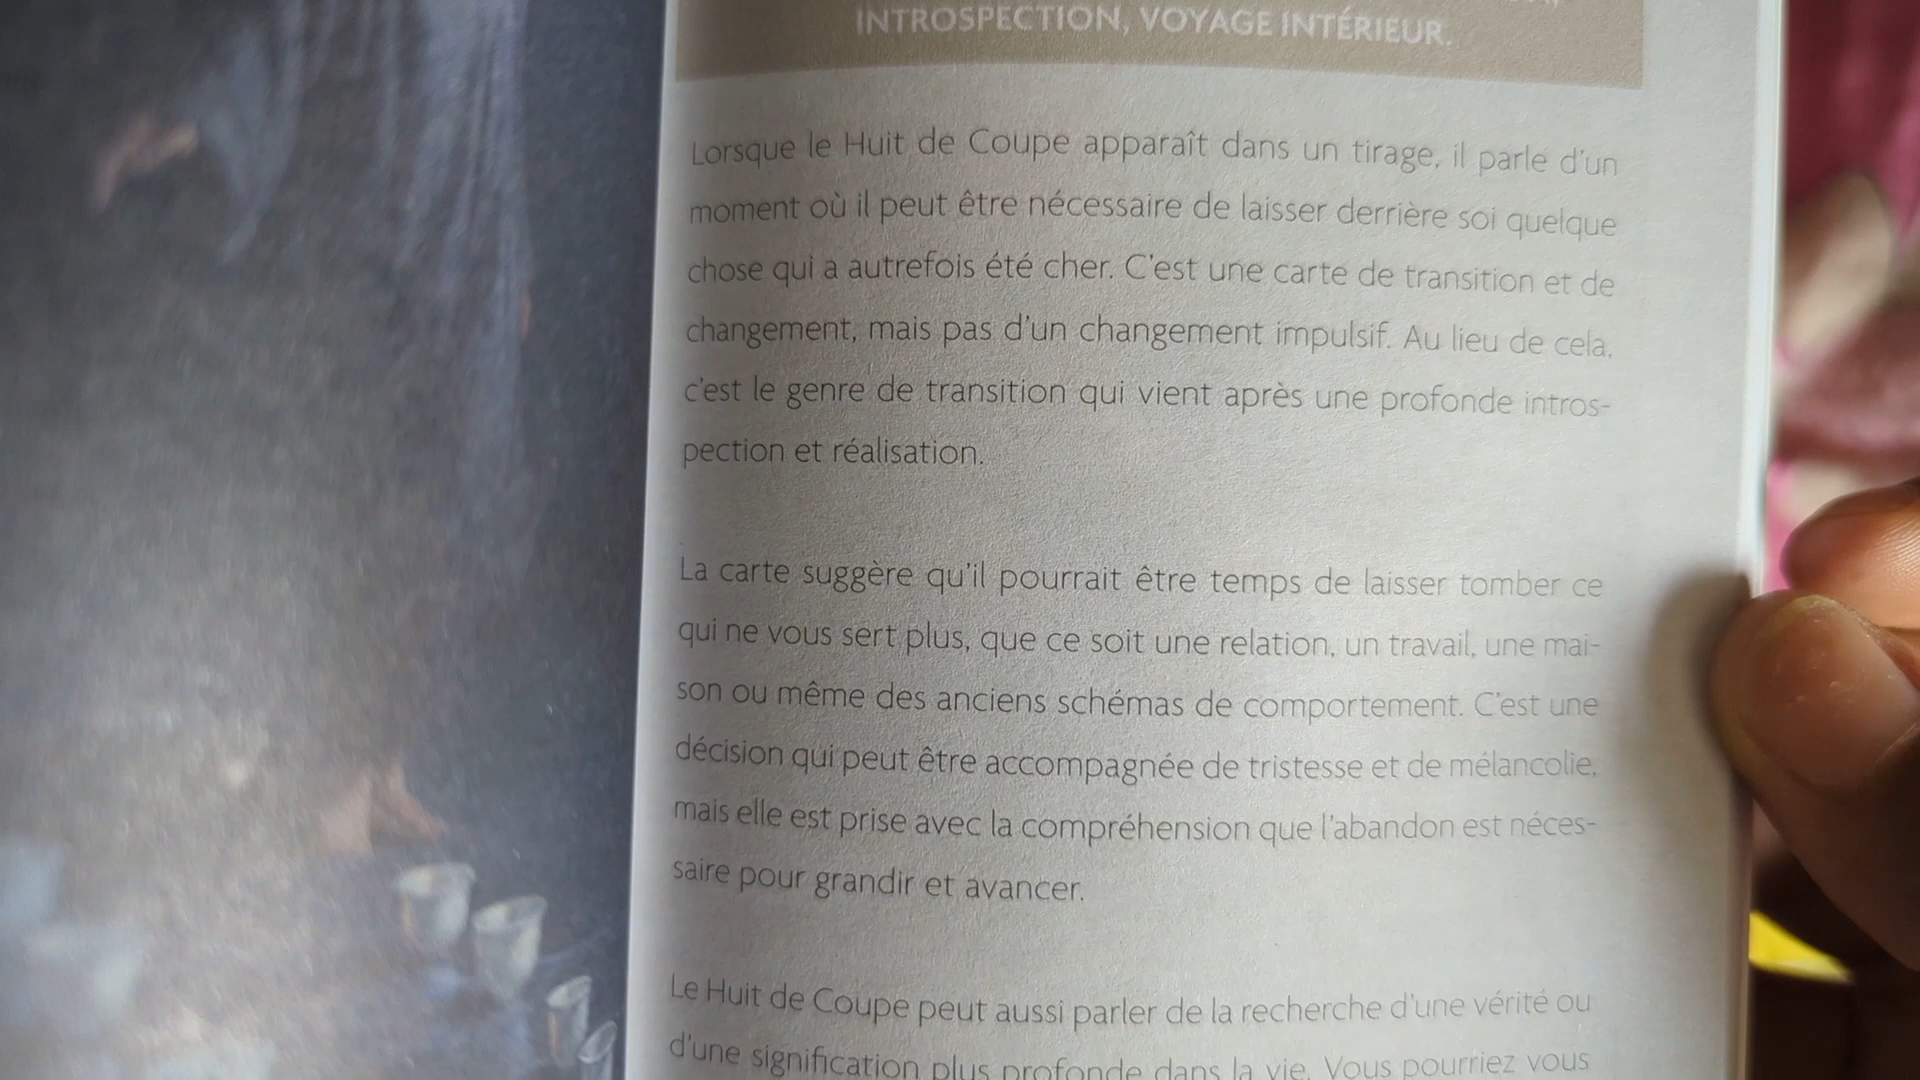 INTROSPECTION, VOYAGE INTÉRIEUR.
Lorsque le Huit de Coupe apparaît dans un tirage, il parle d'un
moment où il peut être nécessaire de laisser derrière soi quelque
chose qui a autrefois été cher. C'est une carte de transition et de
changement, mais pas d'un changement impulsif. Au lieu de cela,
c'est le genre de transition qui vient après une profonde intros-
pection et réalisation.
La carte suggère qu'il pourrait être temps de laisser tomber ce
qui ne vous sert plus, que ce soit une relation, un travail, une mai-
son ou même des anciens schémas de comportement. C'est une
décision qui peut être accompagnée de tristesse et de mélancolie,
mais elle est prise avec la compréhension que l'abandon est néces-
saire pour grandir et avancer.
Le Huit de Coupe peut aussi parler de la recherche d'une vérité ou
d'une signification plus profonde dans la vie. Vous pourriez vous